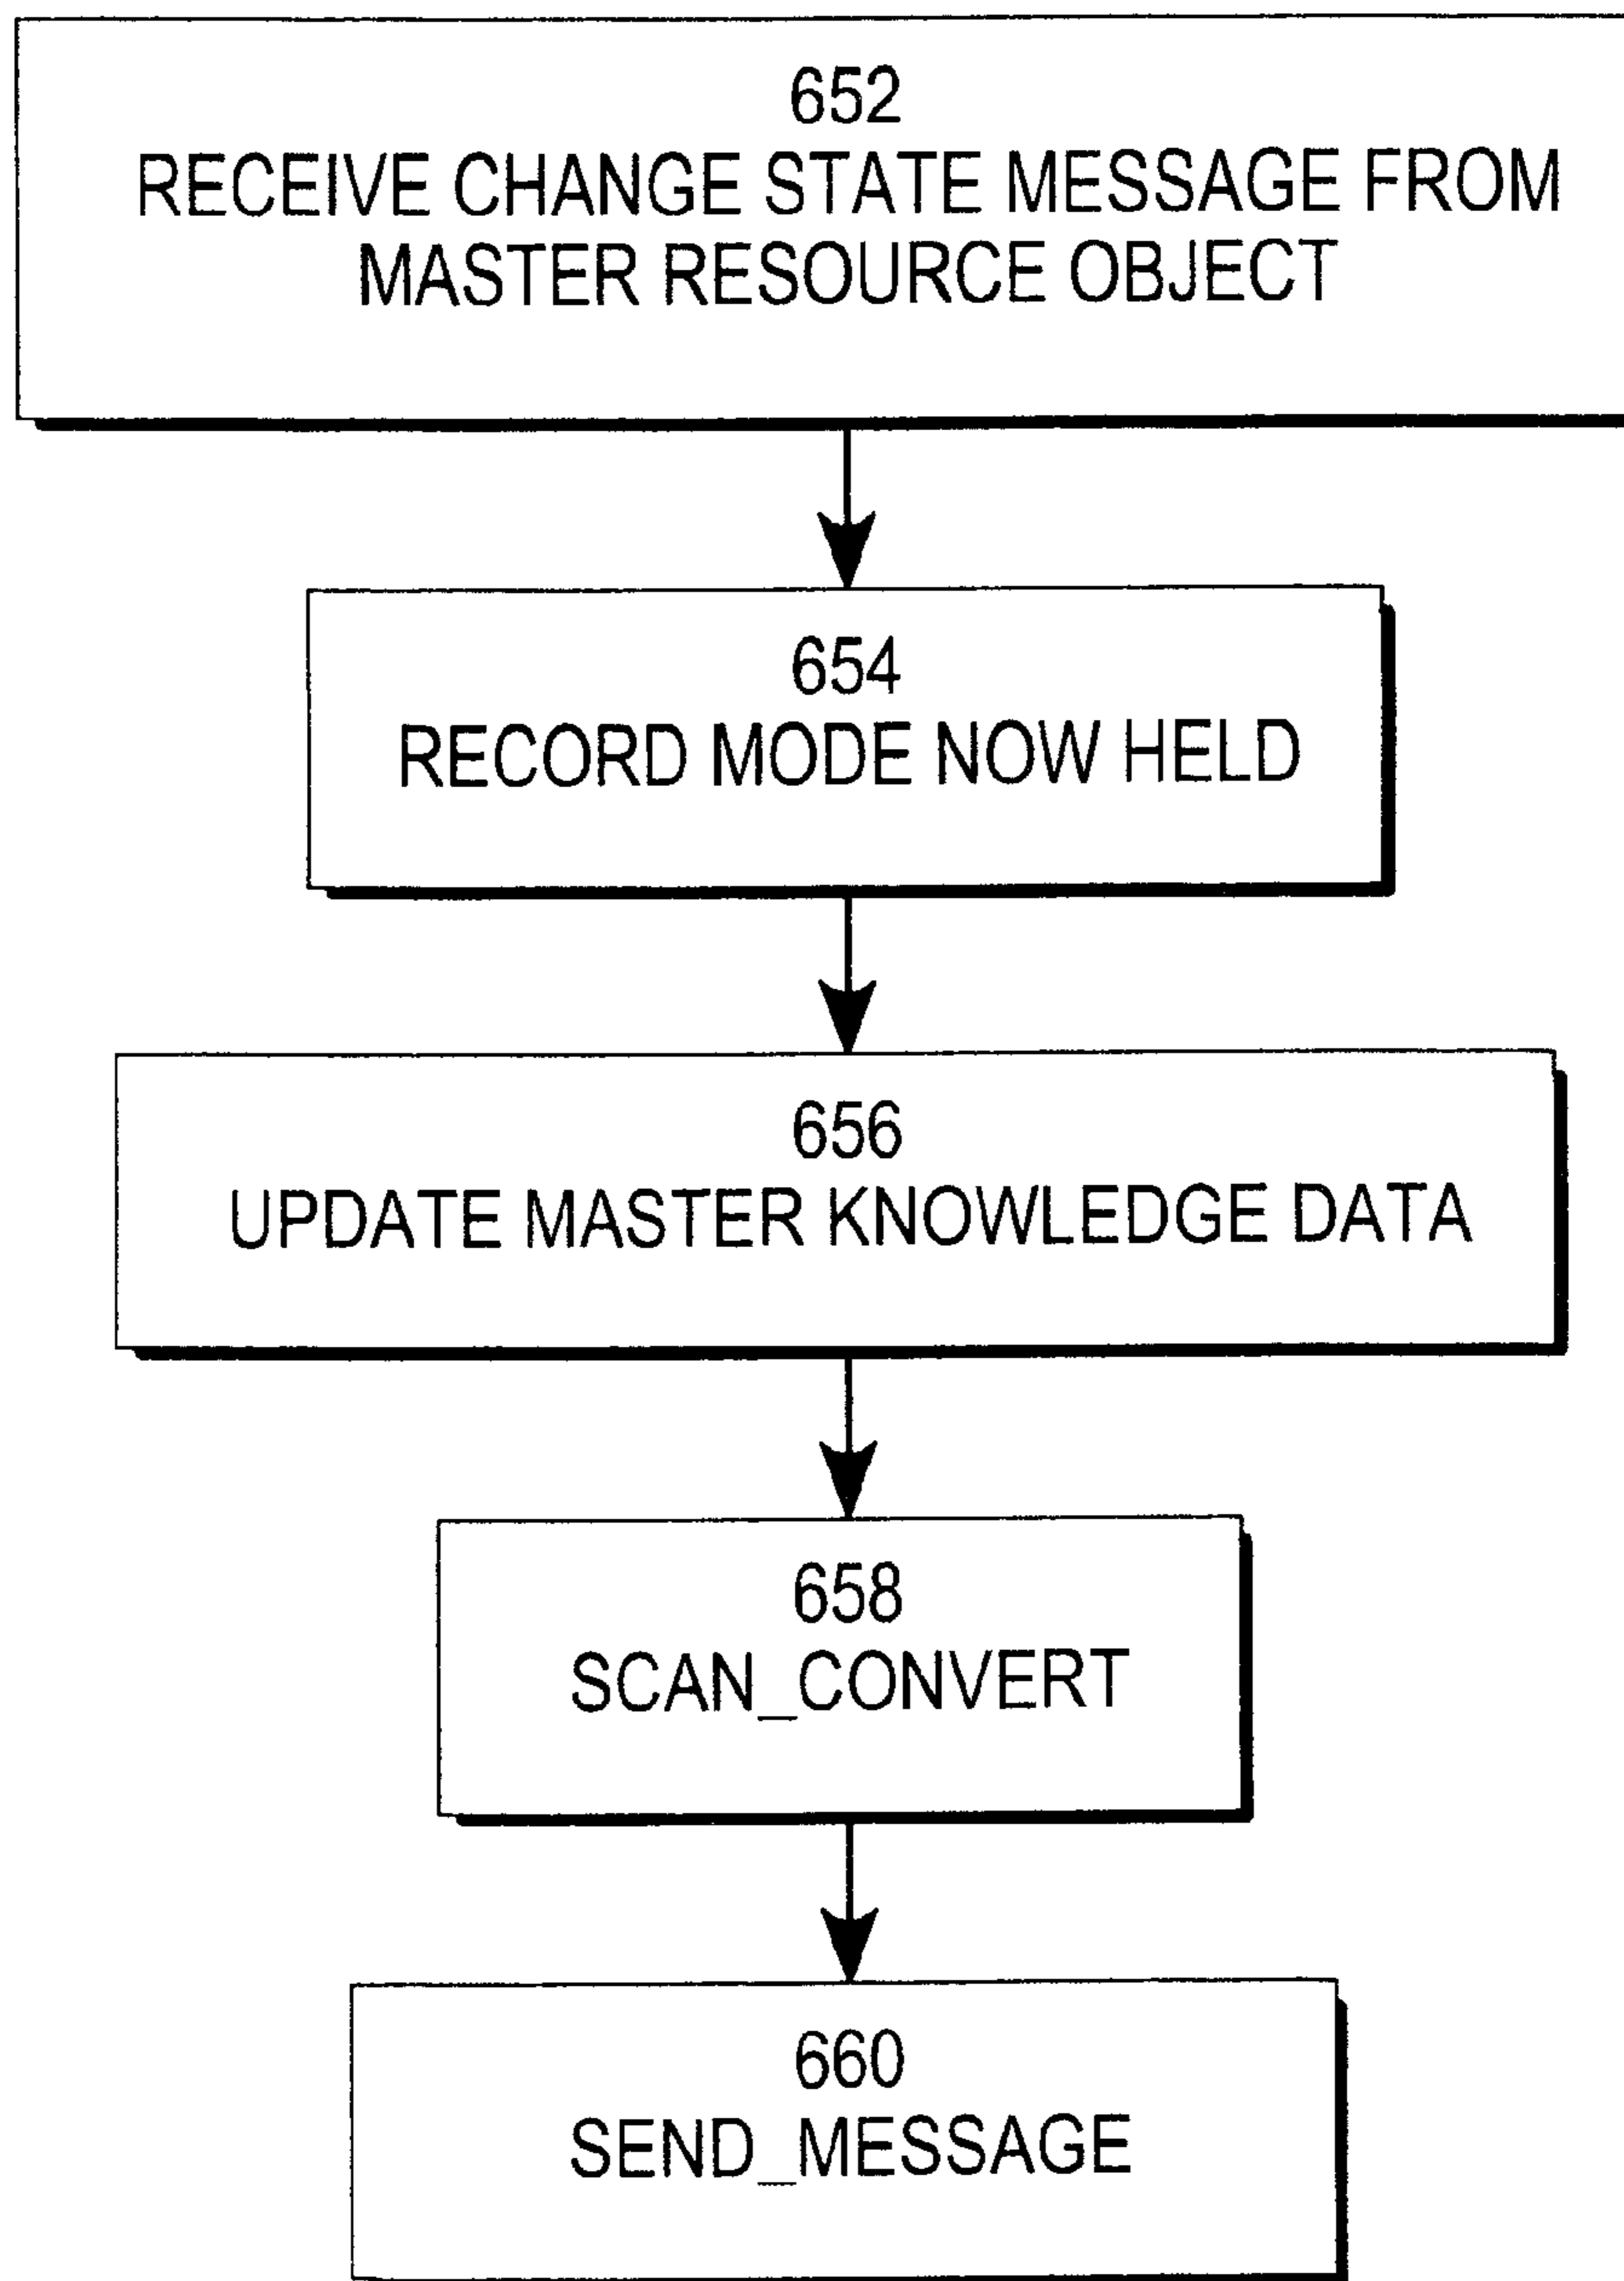 652
RECEIVE CHANGE STATE MESSAGE FROM
MASTER RESOURCE OBJECT
654
RECORD MODE NOW HELD
656
UPDATE MASTER KNOWLEDGE DATA
658
SCAN_CONVERT
660
SEND_MESSAGE